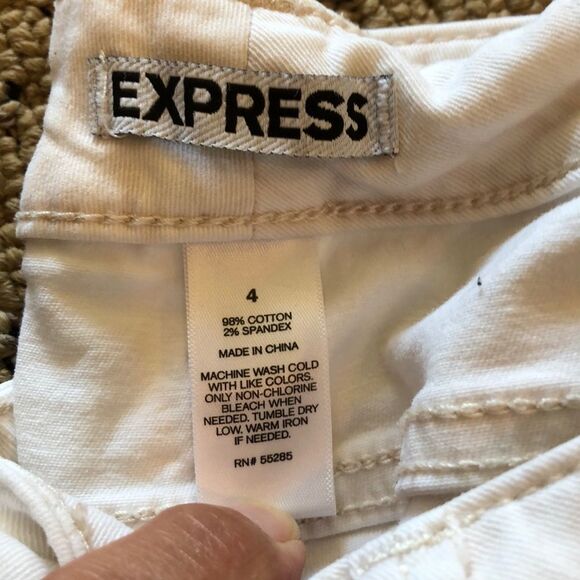 EXPRESS
4
98% COTTON
2% SPANDEX
MADE IN CHINA
MACHINE WASH COLD
WITH LIKE COLORS.
ONLY NON-CHLORINE
BLEACH WHEN
NEEDED. TUMBLE DRY
LOW. WARM IRON
IF NEEDED.
RN# 55285